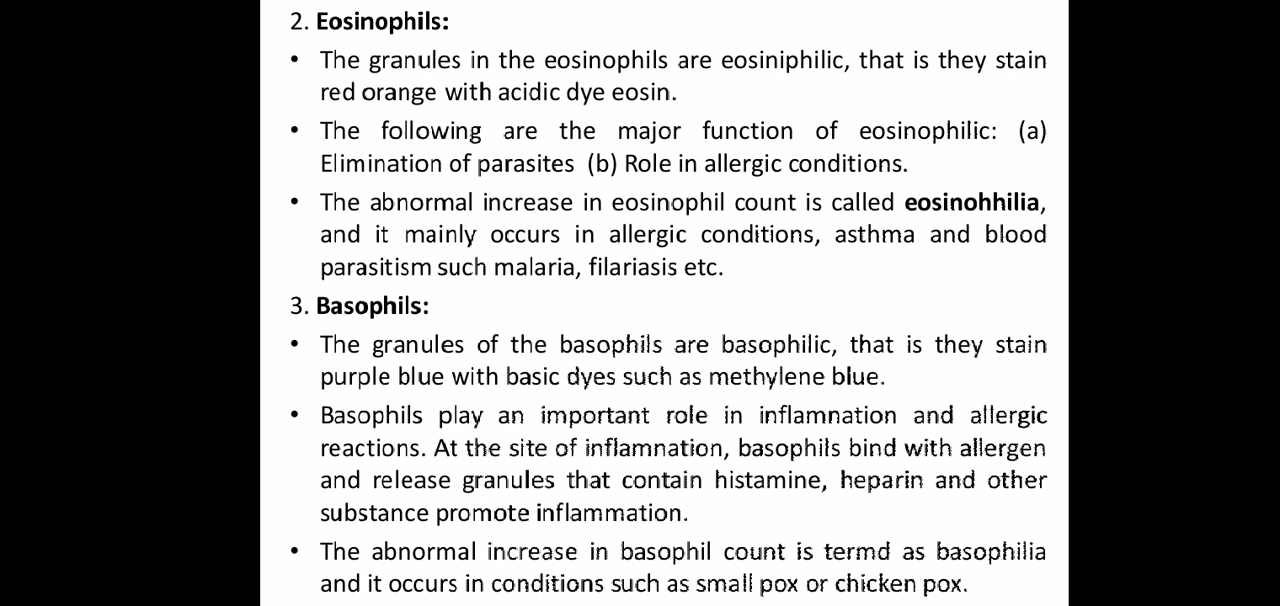 2. Eosinophils:
• The granules in the eosinophils are eosiniphilic, that is they stain
red orange with acidic dye eosin.
• The following are the major function of eosinophilic: (a)
Elimination of parasites (b) Role in allergic conditions.
• The abnormal increase in eosinophil count is called eosinohhilia,
and it mainly occurs in allergic conditions, asthma and blood
parasitism such malaria, filariasis etc.
3. Basophils:
• The granules of the basophils are basophilic, that is they stain
purple blue with basic dyes such as methylene blue.
• Basophils play an important role in inflamnation and allergic
reactions. At the site of inflamnation, basophils bind with allergen
and release granules that contain histamine, heparin and other
substance promote inflammation.
• The abnormal increase in basophil count is termd as basophilia
and it occurs in conditions such as small pox or chicken pox.